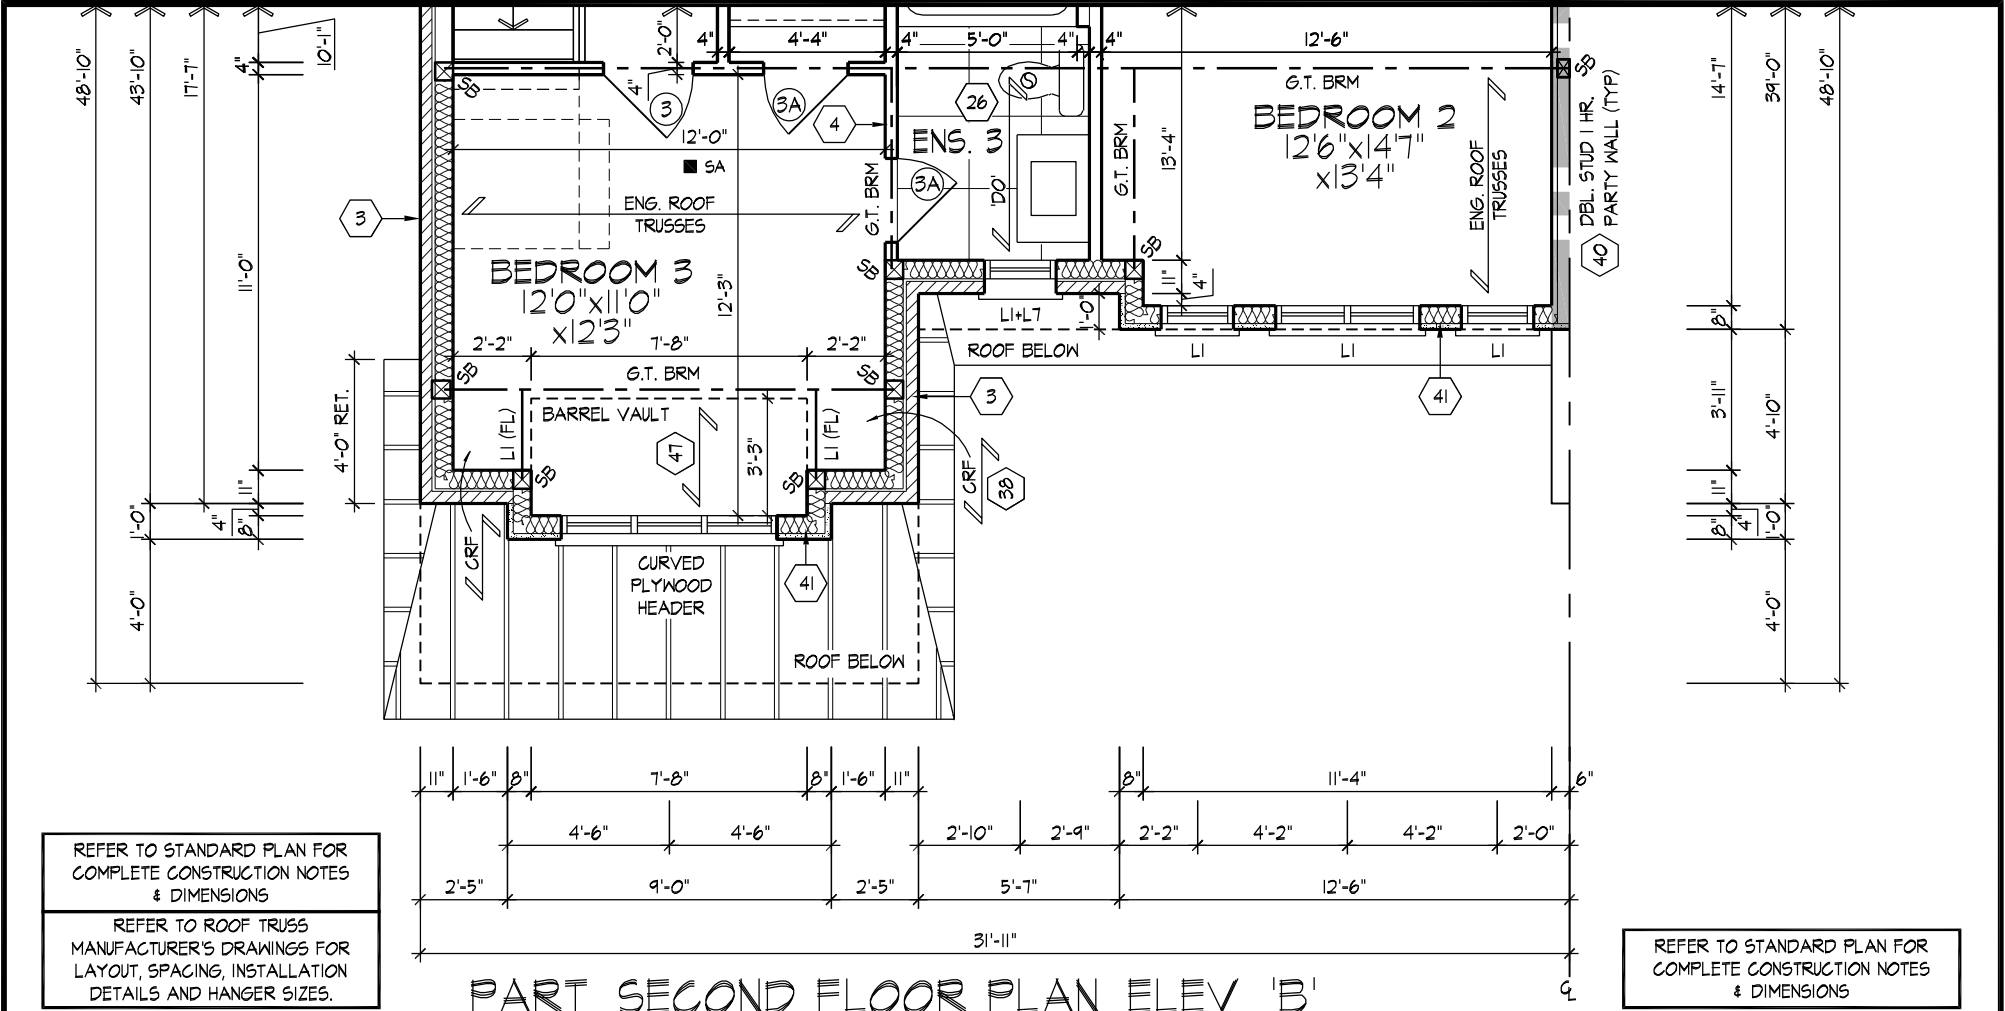 48'-10"
43'-10"
17'-7"
4"
10'-1"
11'-0"
11"
4"
8"
1'-0"
4'-0"
4'-0" RET.
2'-0"
4"
4"
4'-4"
4"
5'-0"
4"
4"
12'-6"
SB
3
3A
4
26
S
12'-0"
SA
ENG. ROOF
TRUSSES
BEDROOM 3
12'0"x11'0"
x12'3"
12'-3"
3
G.T. BRM
ENS. 3
3A
'DO'
G.T. BRM
13'-4"
G.T. BRM
BEDROOM 2
12'6"x14'7"
x13'4"
ENG. ROOF
TRUSSES
SB
DBL. STUD 1 HR.
PARTY WALL (TYP)
40
14'-7"
39'-0"
48'-10"
SB
SB
11"
4"
1'-0"
L1+L7
ROOF BELOW
L1
L1
L1
41
8"
3'-11"
4'-10"
11"
4"
8"
1'-0"
4'-0"
2'-2"
7'-8"
2'-2"
SB
G.T. BRM
SB
BARREL VAULT
L1 (FL)
L1 (FL)
47
3'-3"
SB
SB
3
CRF
38
CRF
CURVED
PLYWOOD
HEADER
41
ROOF BELOW
11"
1'-6"
8"
7'-8"
8"
1'-6"
11"
8"
11'-4"
6"
4'-6"
4'-6"
2'-10"
2'-9"
2'-2"
4'-2"
4'-2"
2'-0"
2'-5"
9'-0"
2'-5"
5'-7"
12'-6"
31'-11"
REFER TO STANDARD PLAN FOR
COMPLETE CONSTRUCTION NOTES
& DIMENSIONS
REFER TO ROOF TRUSS
MANUFACTURER'S DRAWINGS FOR
LAYOUT, SPACING, INSTALLATION
DETAILS AND HANGER SIZES.
PART SECOND FLOOR PLAN ELEV 'B'
CL
REFER TO STANDARD PLAN FOR
COMPLETE CONSTRUCTION NOTES
& DIMENSIONS